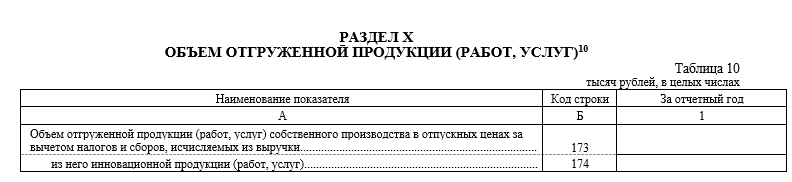 РАЗДЕЛ X
ОБЪЕМ ОТГРУЖЕННОЙ ПРОДУКЦИИ (РАБОТ, УСЛУГ)10
Таблица 10
тысяч рублей, в целых числах
Наименование показателя Код строки За отчетный год
А Б 1
Объем отгруженной продукции (работ, услуг) собственного производства в отпускных ценах за
вычетом налогов и сборов, исчисляемых из выручки 173
из него инновационной продукции (работ, услуг) 174